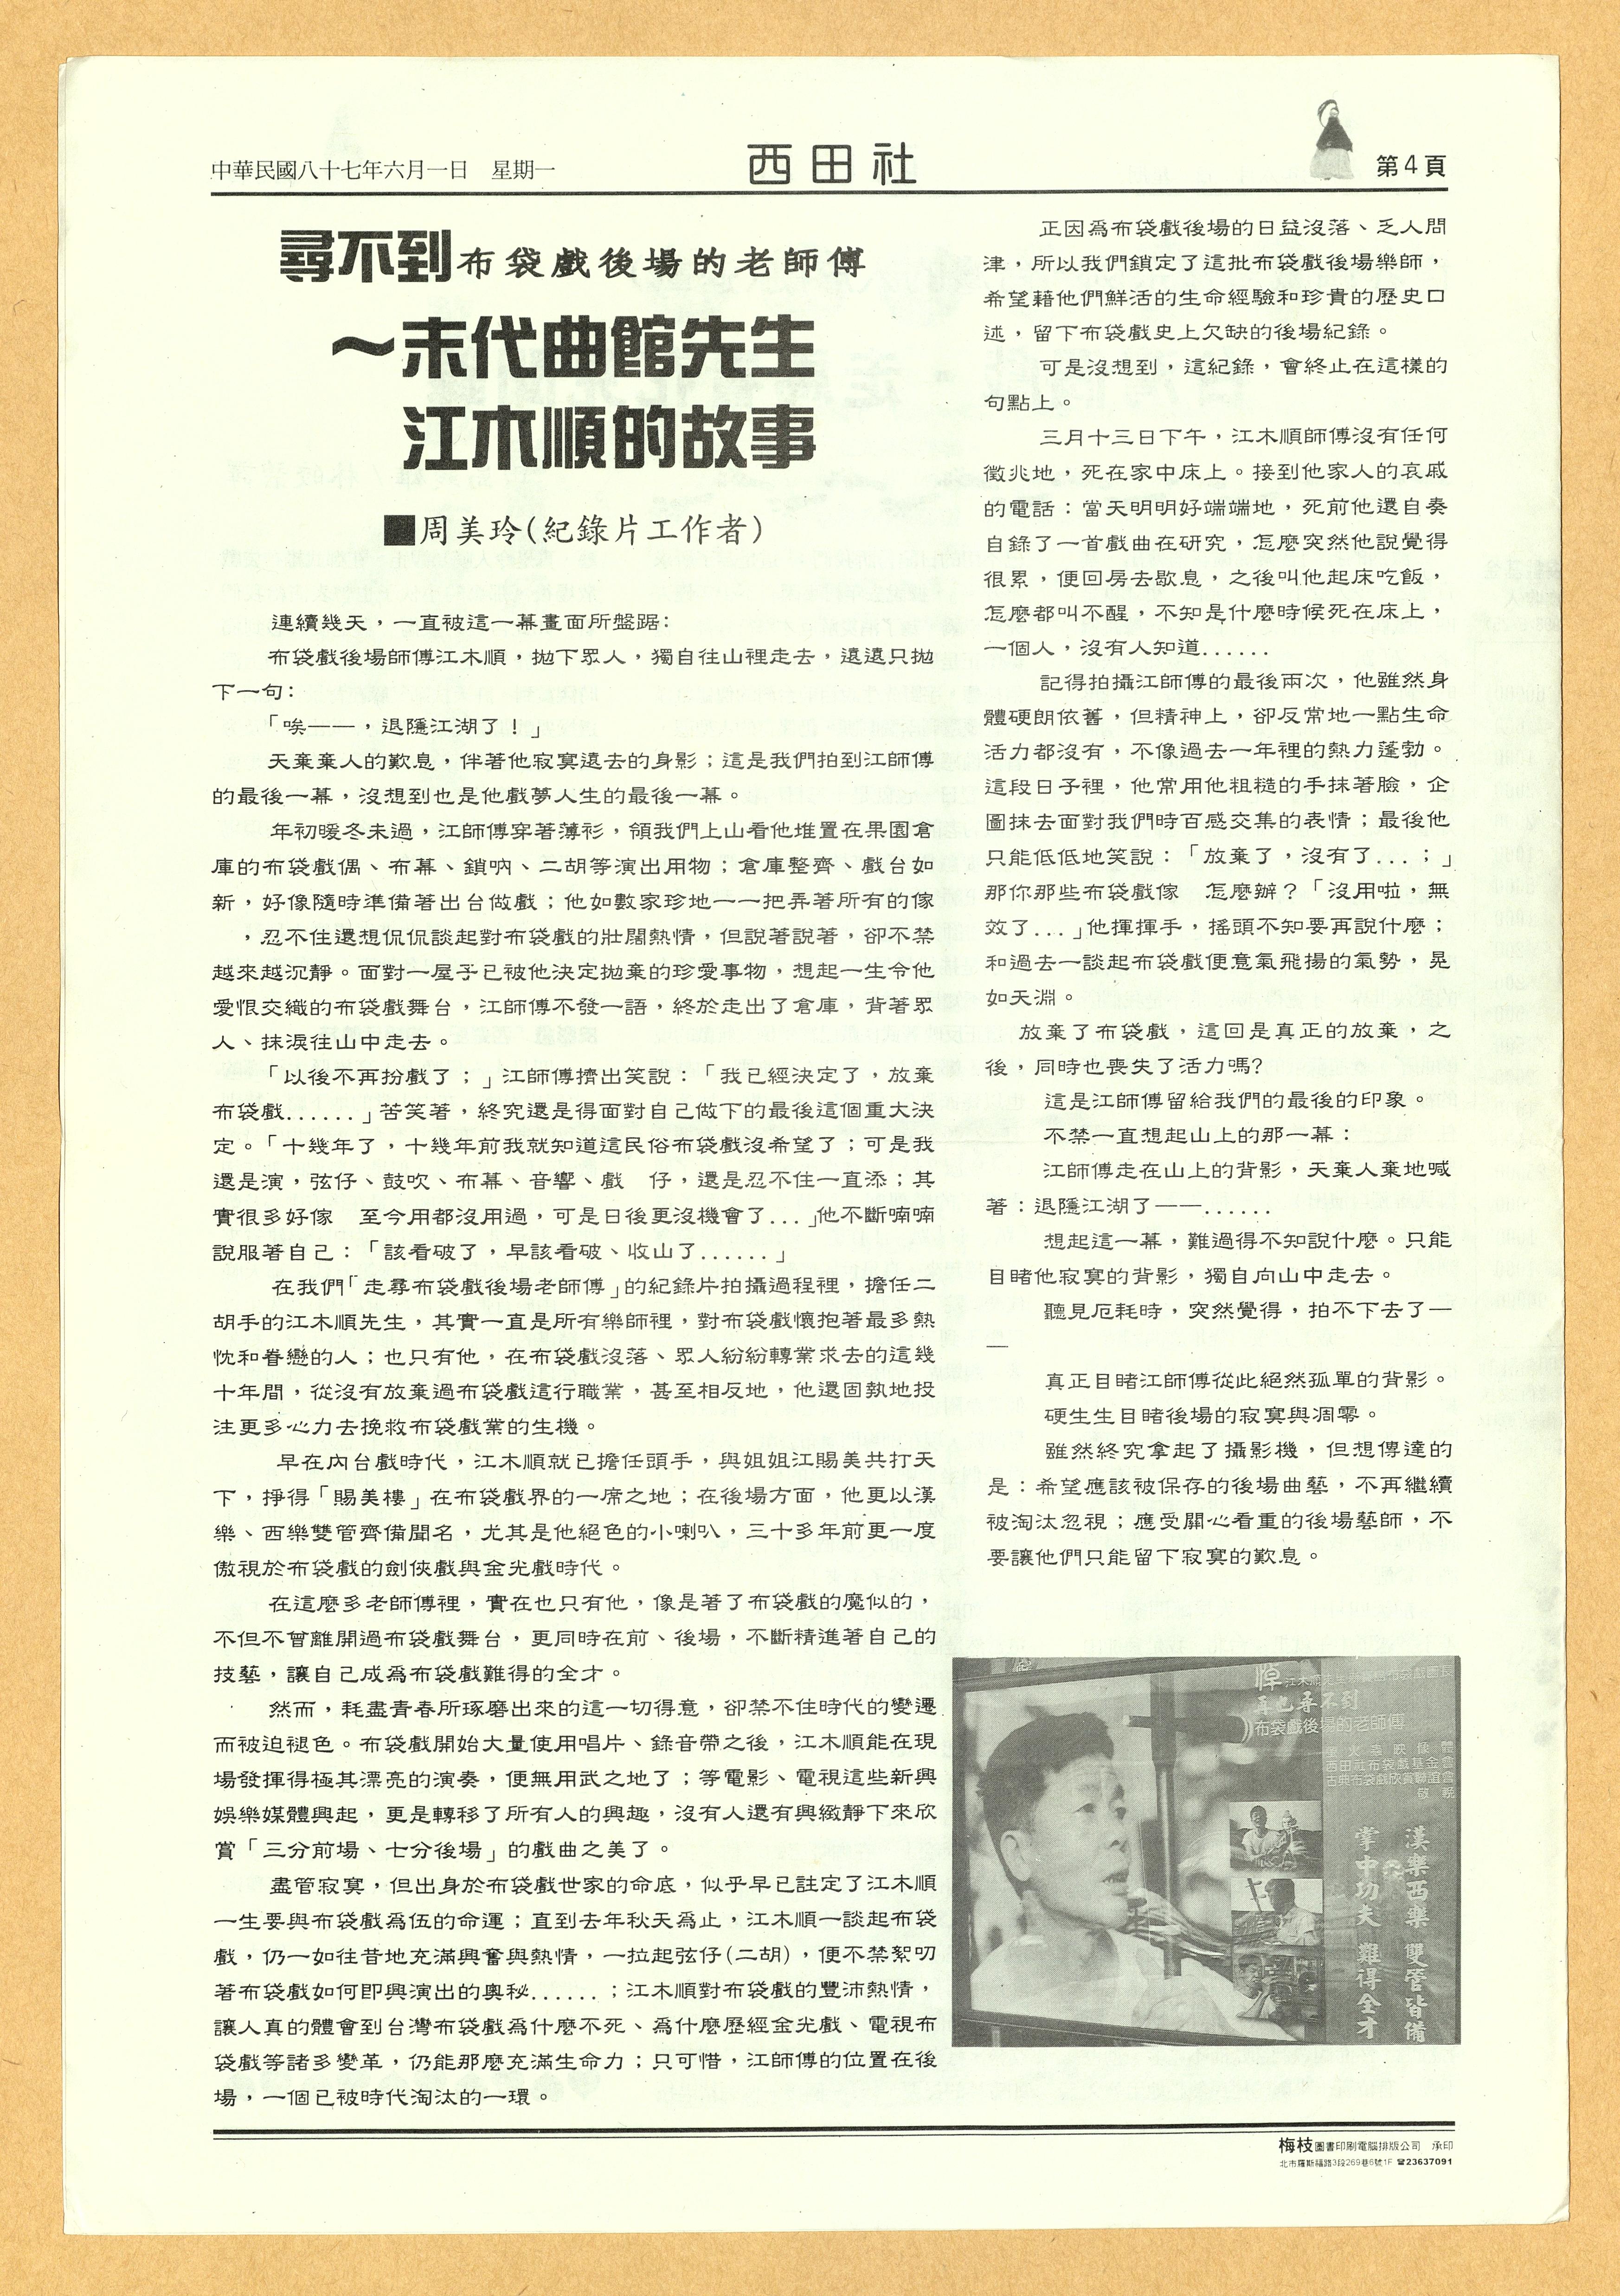 中華民國八十七年六月一日　星期一
西田社
第4頁
尋不到布袋戲後場的老師傅
～末代曲館先生
江木順的故事
■周美玲(紀錄片工作者)
連續幾天，一直被這一幕畫面所盤踞：
布袋戲後場師傅江木順，拋下眾人，獨自往山裡走去，遠遠只拋
下一句：
「唉——，退隱江湖了！」
天棄棄人的歎息，伴著他寂寞遠去的身影；這是我們拍到江師傅
的最後一幕，沒想到也是他戲夢人生的最後一幕。
年初暖冬未過，江師傅穿著薄衫，領我們上山看他堆置在果園倉
庫的布袋戲偶、布幕、鎖吶、二胡等演出用物；倉庫整齊、戲台如
新，好像隨時準備著出台做戲；他如數家珍地一一把弄著所有的傢
，忍不住還想侃侃談起對布袋戲的壯闊熱情，但說著說著，卻不禁
越來越沉靜。面對一屋子已被他決定拋棄的珍愛事物，想起一生令他
愛恨交織的布袋戲舞台，江師傅不發一語，終於走出了倉庫，背著眾
人、抹淚往山中走去。
「以後不再扮戲了；」江師傅擠出笑說：「我已經決定了，放棄
布袋戲......」苦笑著，終究還是得面對自己做下的最後這個重大決
定。「十幾年了，十幾年前我就知道這民俗布袋戲沒希望了；可是我
還是演，弦仔、鼓吹、布幕、音響、戲　仔，還是忍不住一直添；其
實很多好傢　至今用都沒用過，可是日後更沒機會了...」他不斷喃喃
說服著自己：「該看破了，早該看破、收山了......」
在我們「走尋布袋戲後場老師傅」的紀錄片拍攝過程裡，擔任二
胡手的江木順先生，其實一直是所有樂師裡，對布袋戲懷抱著最多熱
忱和眷戀的人；也只有他，在布袋戲沒落、眾人紛紛轉業求去的這幾
十年間，從沒有放棄過布袋戲這行職業，甚至相反地，他還固執地投
注更多心力去挽救布袋戲業的生機。
早在內台戲時代，江木順就已擔任頭手，與姐姐江賜美共打天
下，掙得「賜美樓」在布袋戲界的一席之地；在後場方面，他更以漢
樂、西樂雙管齊備聞名，尤其是他絕色的小喇叭，三十多年前更一度
傲視於布袋戲的劍俠戲與金光戲時代。
在這麼多老師傅裡，實在也只有他，像是著了布袋戲的魔似的，
不但不曾離開過布袋戲舞台，更同時在前、後場，不斷精進著自己的
技藝，讓自己成為布袋戲難得的全才。
然而，耗盡青春所琢磨出來的這一切得意，卻禁不住時代的變遷
而被迫褪色。布袋戲開始大量使用唱片、錄音帶之後，江木順能在現
場發揮得極其漂亮的演奏，便無用武之地了；等電影、電視這些新興
娛樂媒體興起，更是轉移了所有人的興趣，沒有人還有興緻靜下來欣
賞「三分前場、七分後場」的戲曲之美了。
盡管寂寞，但出身於布袋戲世家的命底，似乎早已註定了江木順
一生要與布袋戲為伍的命運；直到去年秋天為止，江木順一談起布袋
戲，仍一如往昔地充滿興奮與熱情，一拉起弦仔(二胡)，便不禁絮叨
著布袋戲如何即興演出的奧秘......；江木順對布袋戲的豐沛熱情，
讓人真的體會到台灣布袋戲為什麼不死、為什麼歷經金光戲、電視布
袋戲等諸多變革，仍能那麼充滿生命力；只可惜，江師傅的位置在後
場，一個已被時代淘汰的一環。
正因為布袋戲後場的日益沒落、乏人問
津，所以我們鎖定了這批布袋戲後場樂師，
希望藉他們鮮活的生命經驗和珍貴的歷史口
述，留下布袋戲史上欠缺的後場紀錄。
可是沒想到，這紀錄，會終止在這樣的
句點上。
三月十三日下午，江木順師傅沒有任何
徵兆地，死在家中床上。接到他家人的哀戚
的電話：當天明明好端端地，死前他還自奏
自錄了一首戲曲在研究，怎麼突然他說覺得
很累，便回房去歇息，之後叫他起床吃飯，
怎麼都叫不醒，不知是什麼時候死在床上，
一個人，沒有人知道......
記得拍攝江師傅的最後兩次，他雖然身
體硬朗依舊，但精神上，卻反常地一點生命
活力都沒有，不像過去一年裡的熱力蓬勃。
這段日子裡，他常用他粗糙的手抹著臉，企
圖抹去面對我們時百感交集的表情；最後他
只能低低地笑說：「放棄了，沒有了...；」
那你那些布袋戲傢　怎麼辦？「沒用啦，無
效了...」他揮揮手，搖頭不知要再說什麼；
和過去一談起布袋戲便意氣飛揚的氣勢，晃
如天淵。
放棄了布袋戲，這回是真正的放棄，之
後，同時也喪失了活力嗎？
這是江師傅留給我們的最後的印象。
不禁一直想起山上的那一幕：
江師傅走在山上的背影，天棄人棄地喊
著：退隱江湖了——......
想起這一幕，難過得不知說什麼。只能
目睹他寂寞的背影，獨自向山中走去。
聽見厄耗時，突然覺得，拍不下去了—
—
真正目睹江師傅從此絕然孤單的背影。
硬生生目睹後場的寂寞與凋零。
雖然終究拿起了攝影機，但想傳達的
是：希望應該被保存的後場曲藝，不再繼續
被淘汰忽視；應受關心看重的後場藝師，不
要讓他們只能留下寂寞的歎息。
悼
再也尋不到
布袋戲後場的老師傅
西田社布袋戲基金會
古典布袋戲欣賞聯誼會
敬輓
漢樂西樂 雙管皆備
掌中功夫 難得全才
梅枝圖書印刷電腦排版公司　承印
北市羅斯福路3段269巷6號1F ☎23637091